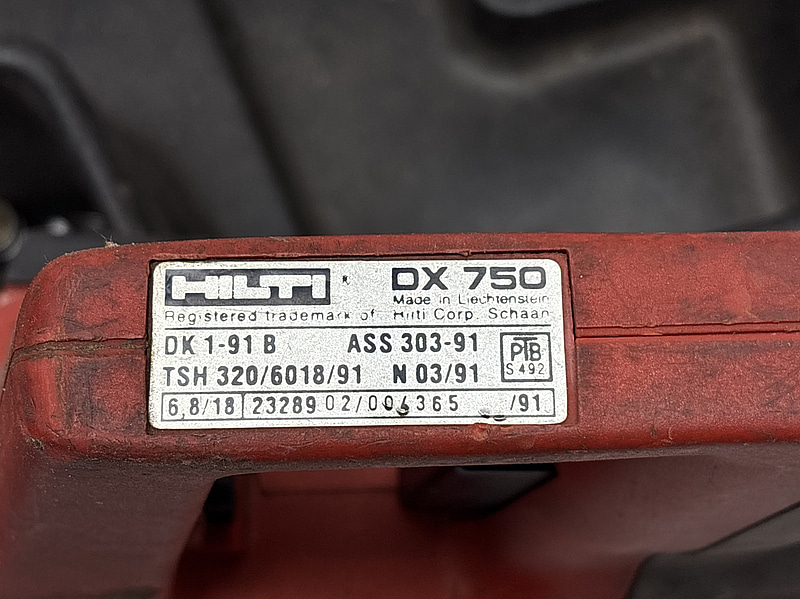 HILTI DX 750
Made in Liechtenstein
Registered trademark of Hilti Corp. Schaan
DK 1-91 B ASS 303-91
TSH 320/6018/91 N 03/91
PTB
S 492
6,8/18 23289 02/004365 /91